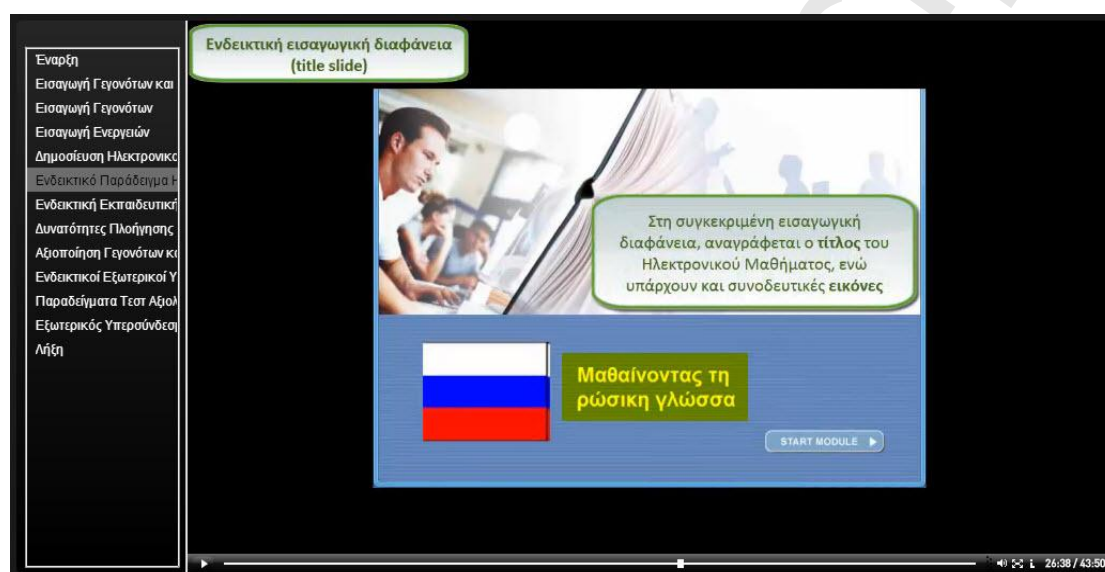 Έναρξη
Εισαγωγή Γεγονότων και
Εισαγωγή Γεγονότων
Εισαγωγή Ενεργειών
Δημοσίευση Ηλεκτρονικο
Ενδεικτικό Παράδειγμα Η
Ενδεικτική Εκπαιδευτική
Δυνατότητες Πλοήγησης
Αξιοποίηση Γεγονότων κα
Ενδεικτικοί Εξωτερικοί Υ
Παραδείγματα Τεστ Αξιολ
Εξωτερικός Υπερσύνδεσμ
Λήξη
Ενδεικτική εισαγωγική διαφάνεια
(title slide)
Στη συγκεκριμένη εισαγωγική
διαφάνεια, αναγράφεται ο τίτλος του
Ηλεκτρονικού Μαθήματος, ενώ
υπάρχουν και συνοδευτικές εικόνες
Μαθαίνοντας τη
ρώσικη γλώσσα
START MODULE
26:38 / 43:50